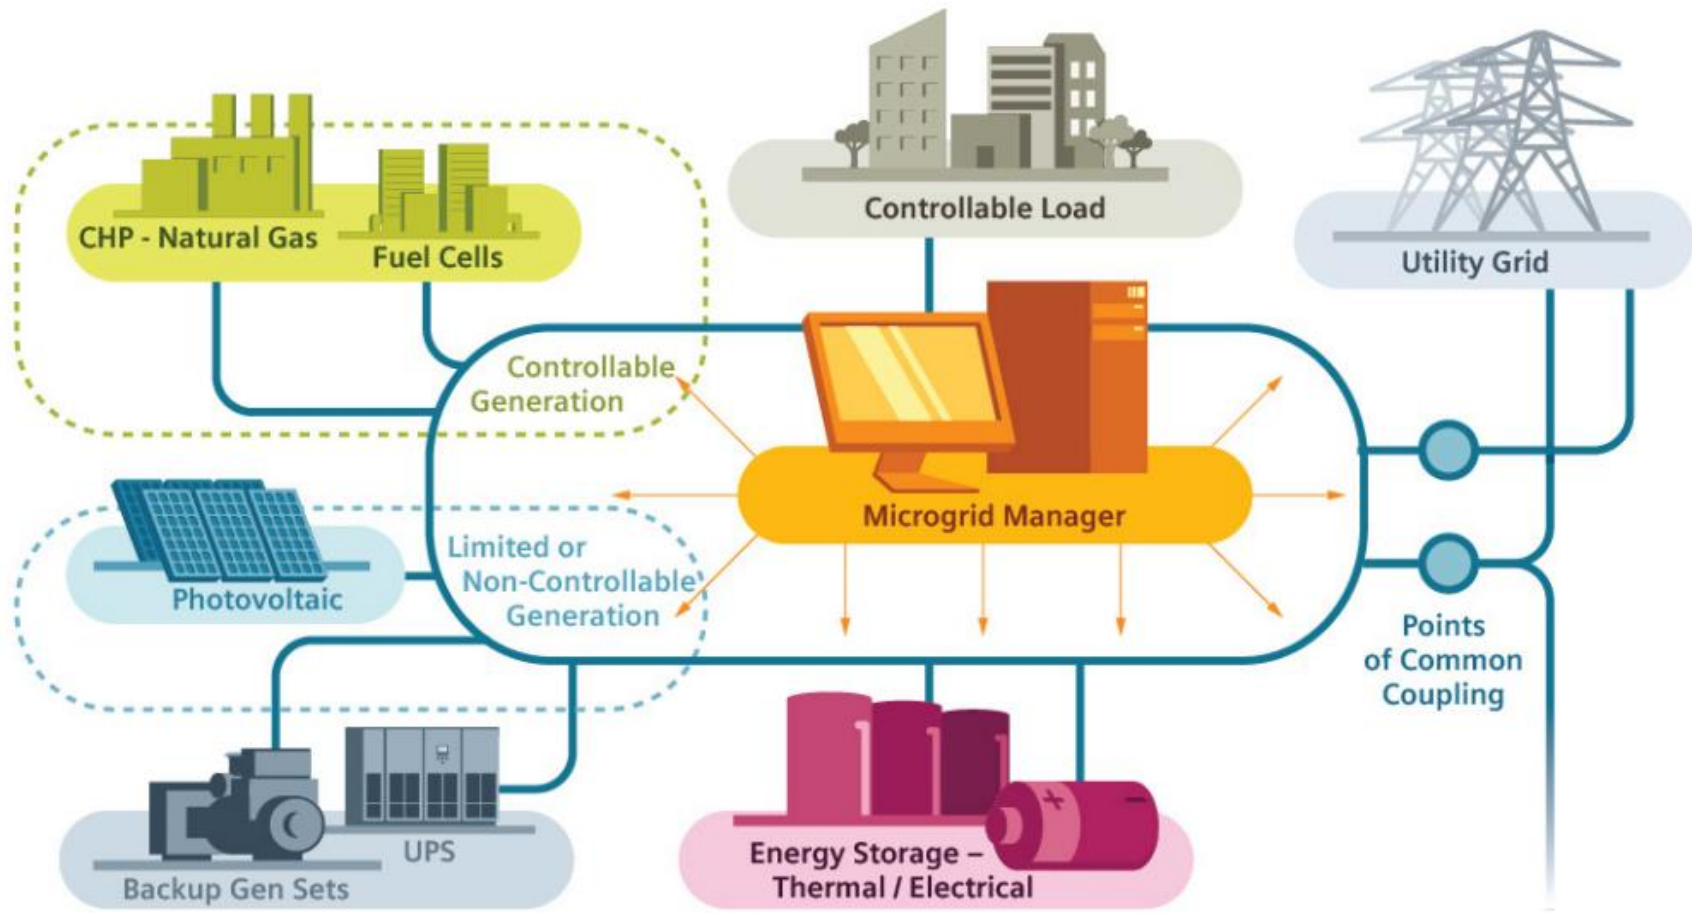 CHP - Natural Gas
Fuel Cells
Controllable Load
Utility Grid
Controllable
Generation
Microgrid Manager
Limited or
Non-Controllable
Generation
Photovoltaic
Points
of Common
Coupling
UPS
Backup Gen Sets
Energy Storage –
Thermal / Electrical
+
–